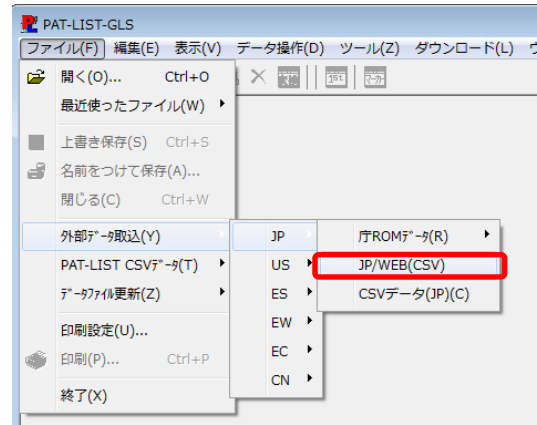 PAT-LIST-GLS
ファイル(F) 編集(E) 表示(V) データ操作(D) ツール(Z) ダウンロード(L)
開く(O)... Ctrl+O
1st
最近使ったファイル(W)
上書き保存(S) Ctrl+S
名前をつけて保存(A)...
閉じる(C) Ctrl+W
外部ﾃﾞｰﾀ取込(Y) JP 庁ROMﾃﾞｰﾀ(R)
PAT-LIST CSVﾃﾞｰﾀ(T) US JP/WEB(CSV)
ﾃﾞｰﾀﾌｧｲﾙ更新(Z) ES CSVデータ(JP)(C)
印刷設定(U)... EW
印刷(P)... Ctrl+P EC
終了(X) CN